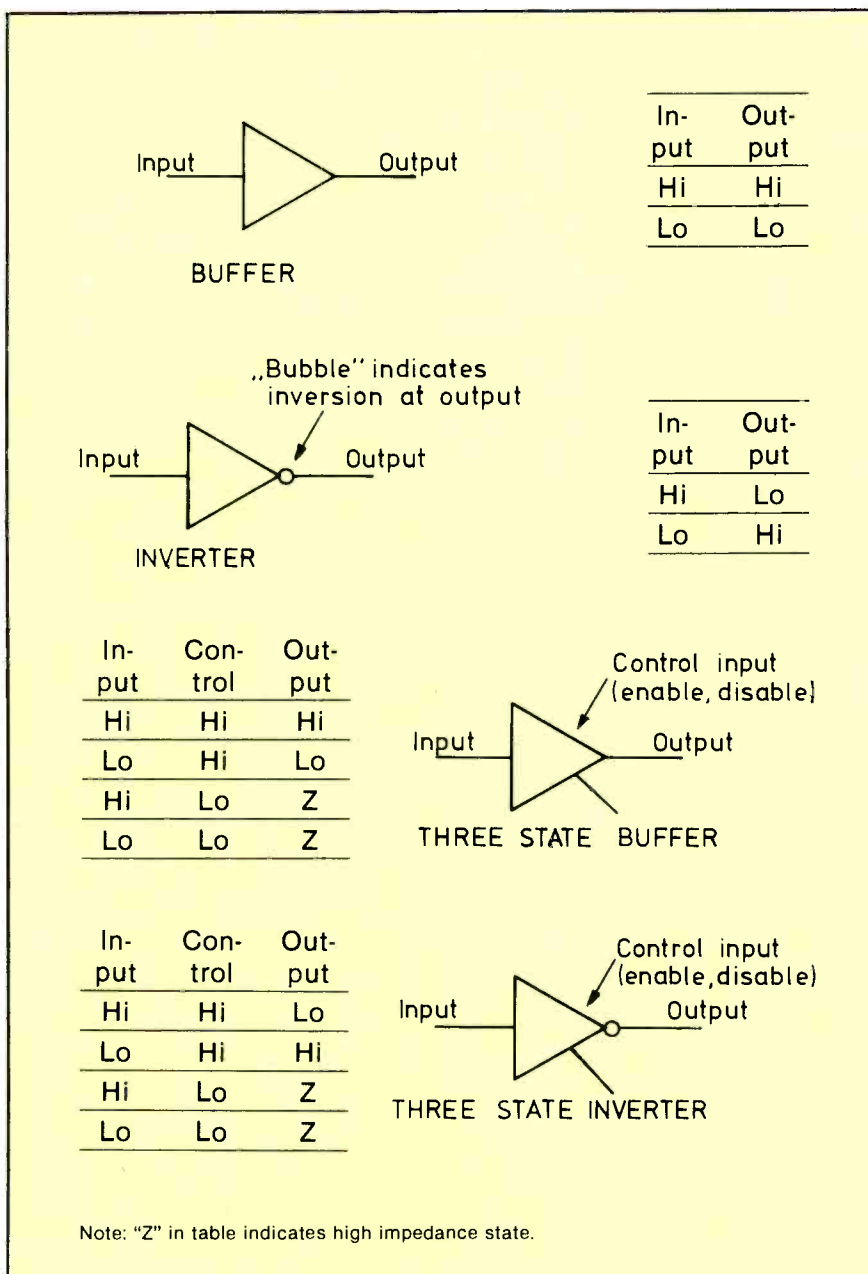 Input Output
BUFFER
In- Out-
put put
Hi Hi
Lo Lo
,,Bubble'' indicates
inversion at output
Input Output
INVERTER
In- Out-
put put
Hi Lo
Lo Hi
In- Con- Out-
put trol put
Hi Hi Hi
Lo Hi Lo
Hi Lo Z
Lo Lo Z
Control input
(enable, disable)
Input Output
THREE STATE BUFFER
In- Con- Out-
put trol put
Hi Hi Lo
Lo Hi Hi
Hi Lo Z
Lo Lo Z
Control input
(enable, disable)
Input Output
THREE STATE INVERTER
Note: “Z” in table indicates high impedance state.